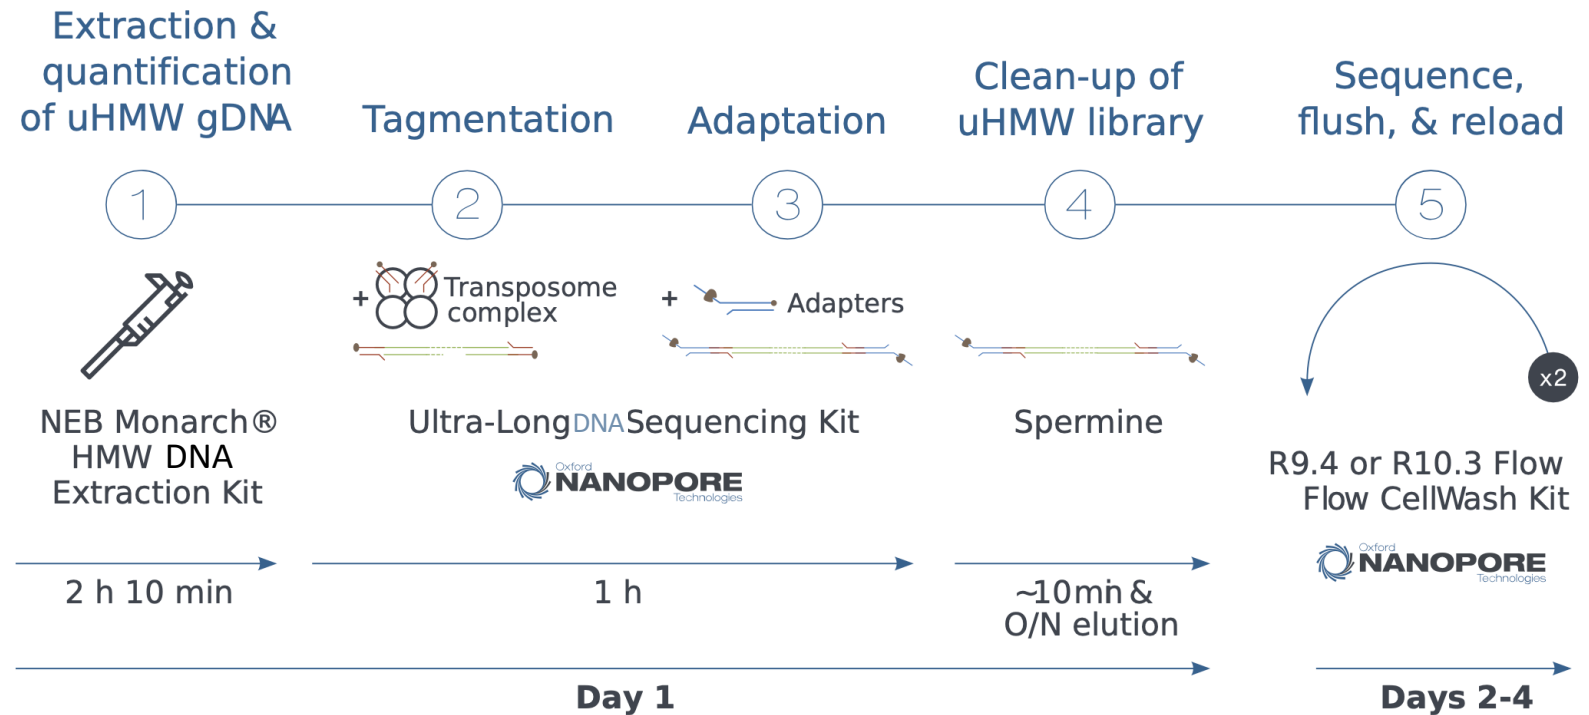 Extraction &
quantification
of uHMW gDNA
Tagmentation
Adaptation
Clean-up of
uHMW library
Sequence,
flush, & reload
1
2
3
4
5
+
Transposome
complex
+
Adapters
x2
NEB Monarch®
HMW DNA
Extraction Kit
Ultra-Long DNA Sequencing Kit
Oxford
NANOPORE
Technologies
Spermine
R9.4 or R10.3 Flow
Flow CellWash Kit
Oxford
NANOPORE
Technologies
2 h 10 min
1 h
~10min &
O/N elution
Day 1
Days 2-4